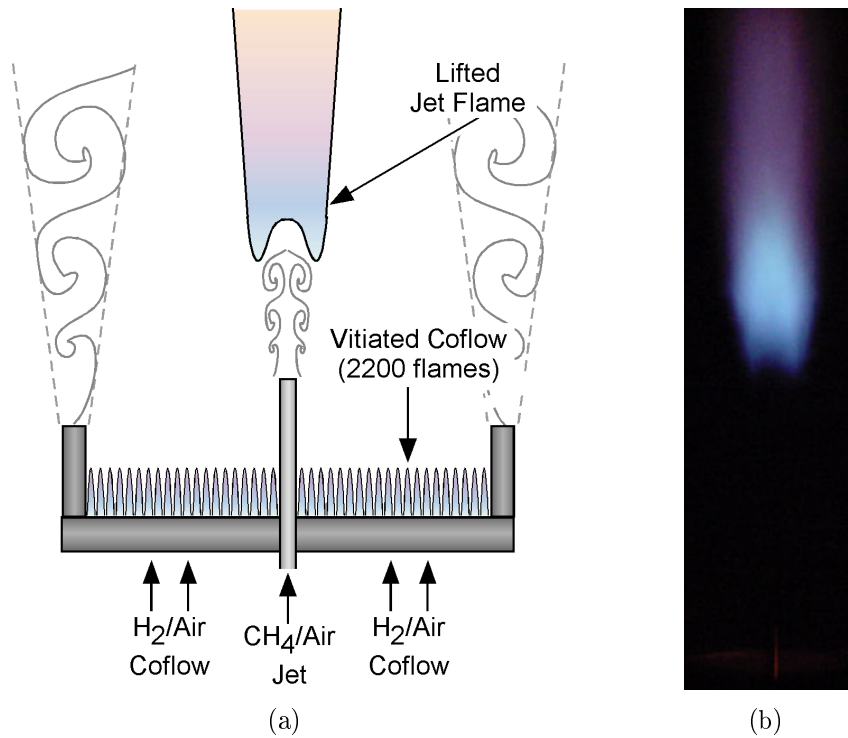 Lifted
Jet Flame
Vitiated Coflow
(2200 flames)
H2/Air
Coflow
CH4/Air
Jet
H2/Air
Coflow
(a)
(b)